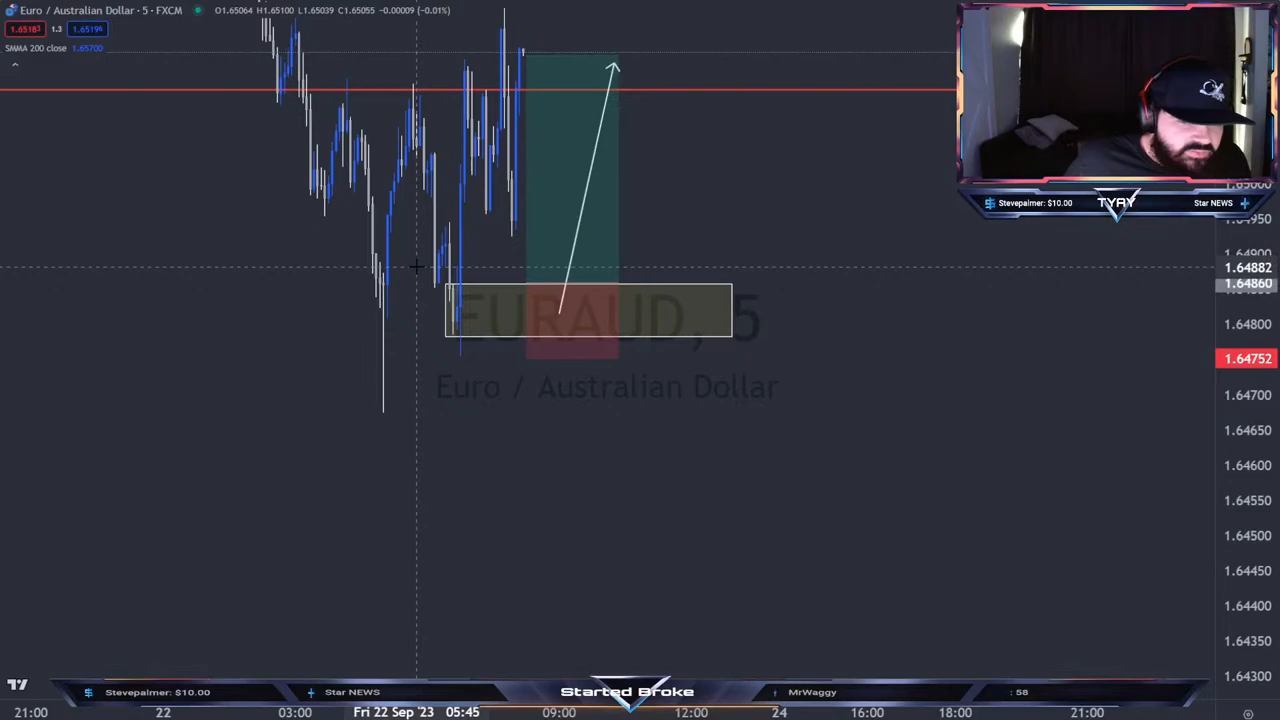 Euro / Australian Dollar · 5 · FXCM O1.65064 H1.65100 L1.65039 C1.65055 -0.00009 (-0.01%)
1.65183 1.3 1.65196
SMMA 200 close 1.65700
1.65000
1.64950
1.64900
1.64882
1.64860
1.64800
1.64752
1.64700
1.64650
1.64600
1.64550
1.64500
1.64450
1.64400
1.64350
1.64300
EURAUD, 5
Euro / Australian Dollar
Stevepalmer: $10.00 TYAY Star NEWS
Stevepalmer: $10.00 Star NEWS Started Broke MrWaggy : 58
21:00 22 03:00 Fri 22 Sep '23 05:45 09:00 12:00 24 16:00 18:00 21:00